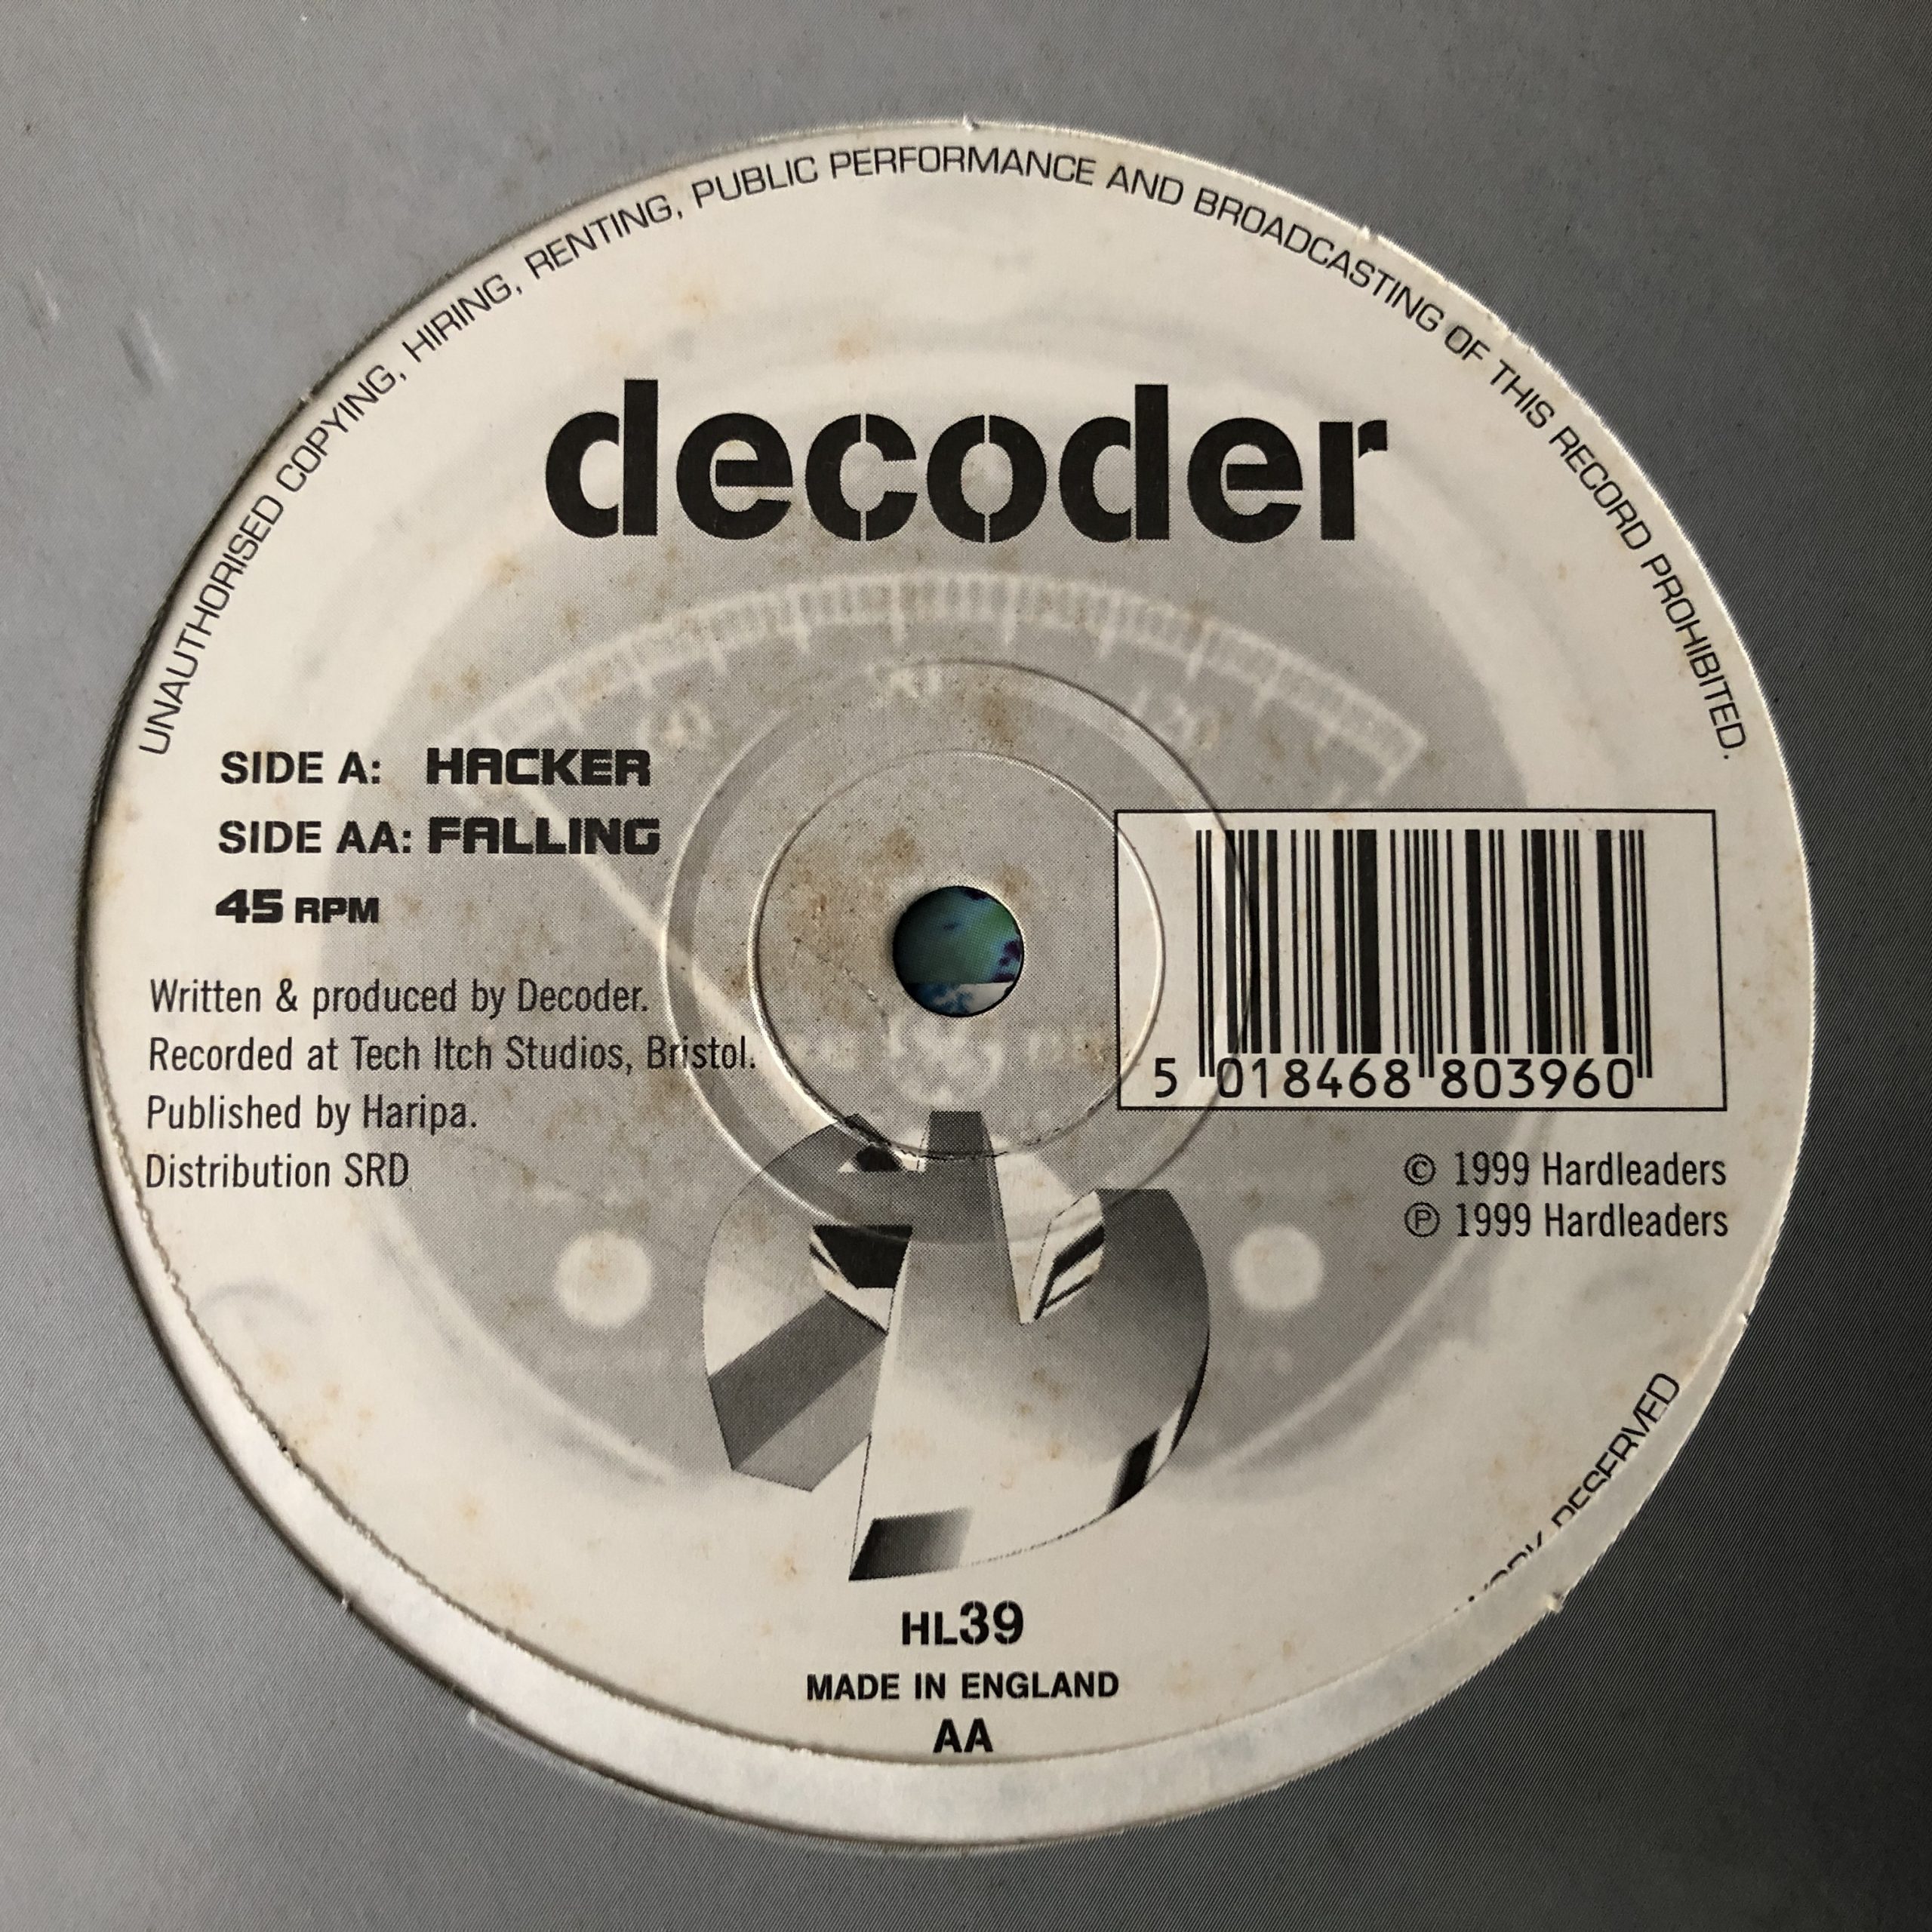 UNAUTHORISED COPYING, HIRING, RENTING, PUBLIC PERFORMANCE AND BROADCASTING OF THIS RECORD PROHIBITED.
decoder
SIDE A: HACKER
SIDE AA: FALLING
45 RPM
Written & produced by Decoder.
Recorded at Tech Itch Studios, Bristol.
Published by Haripa.
Distribution SRD
5 018468 803960
© 1999 Hardleaders
℗ 1999 Hardleaders
RESERVED
HL39
MADE IN ENGLAND
AA